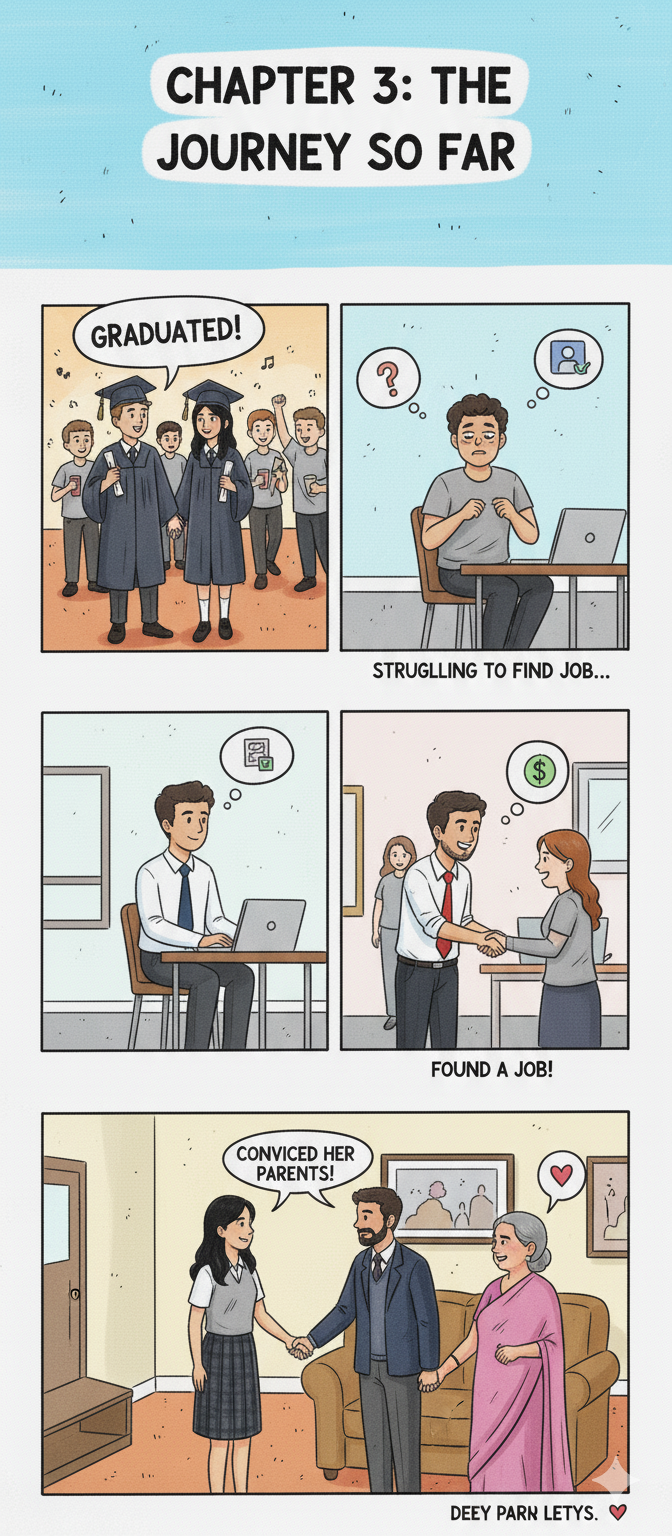 CHAPTER 3: THE
JOURNEY SO FAR
GRADUATED!
STRUGLLING TO FIND JOB...
FOUND A JOB!
CONVICED HER
PARENTS!
DEEY PARN LETYS.